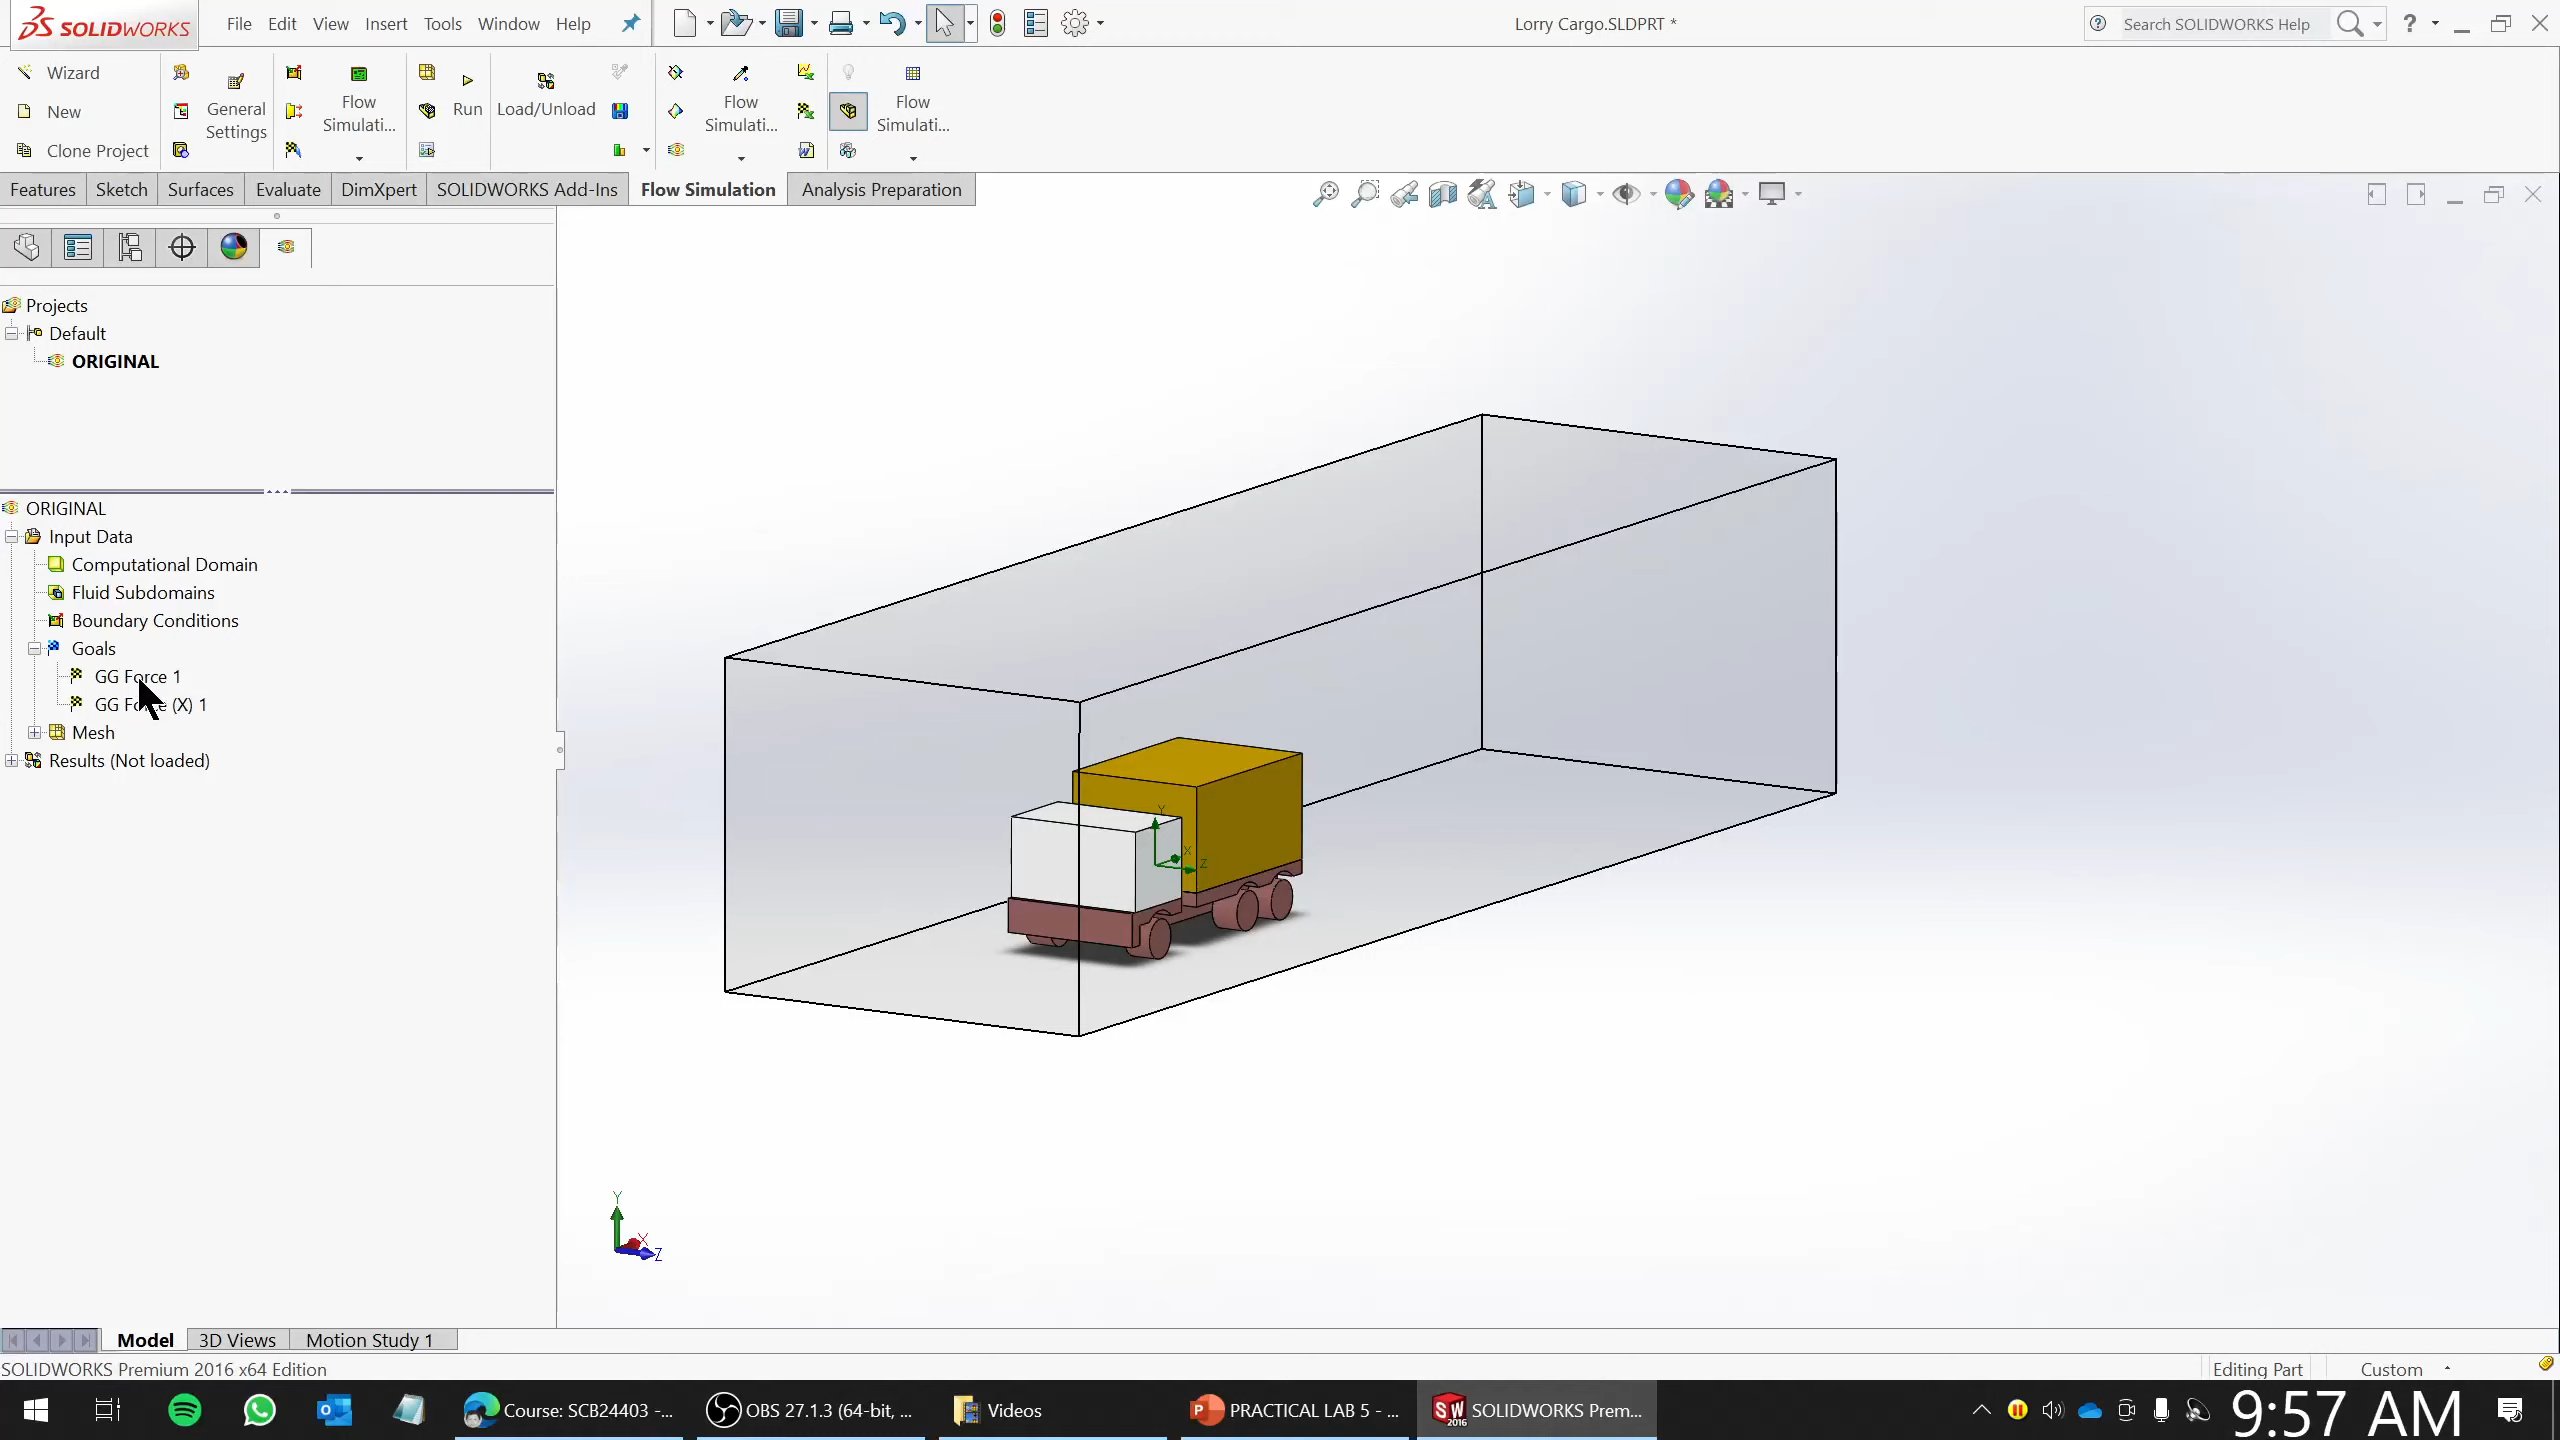 SOLIDWORKS
File Edit View Insert Tools Window Help
Lorry Cargo.SLDPRT *
Search SOLIDWORKS Help
?
Wizard
New
Clone Project
General
Settings
Flow
Simulati...
Run
Load/Unload
Flow
Simulati...
Flow
Simulati...
Features Sketch Surfaces Evaluate DimXpert SOLIDWORKS Add-Ins Flow Simulation Analysis Preparation
Projects
Default
ORIGINAL
ORIGINAL
Input Data
Computational Domain
Fluid Subdomains
Boundary Conditions
Goals
GG Force 1
GG (X) 1
Mesh
Results (Not loaded)
Y
X
Z
Y
X
Z
Model 3D Views Motion Study 1
SOLIDWORKS Premium 2016 x64 Edition
Editing Part
Custom
Course: SCB24403 -...
OBS 27.1.3 (64-bit, ...
Videos
PRACTICAL LAB 5 - ...
SOLIDWORKS Prem...
9:57 AM